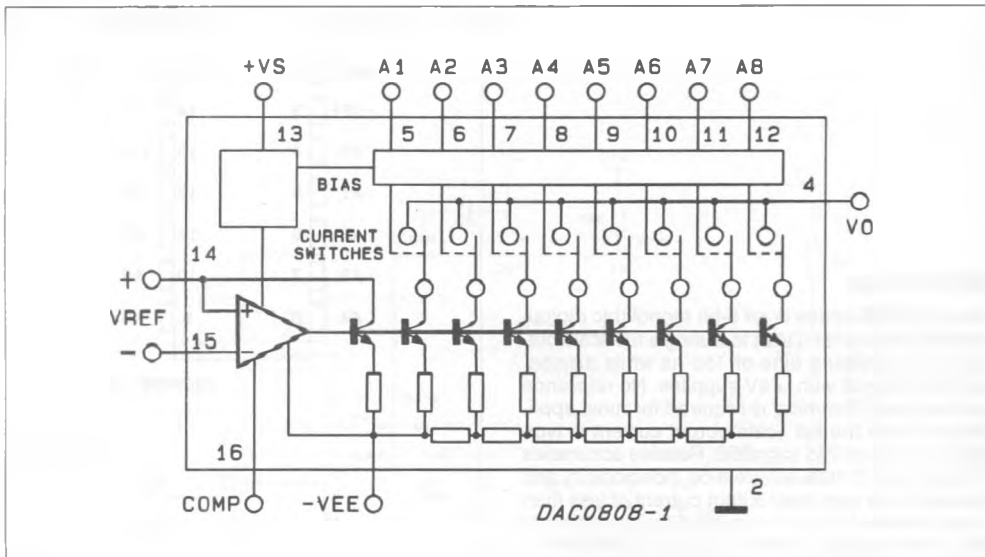 +VS A1 A2 A3 A4 A5 A6 A7 A8
13 5 6 7 8 9 10 11 12
BIAS
4
VO
CURRENT
SWITCHES
14
+
+
VREF
- 15
-
16
COMP -VEE 2
DAC0808-1